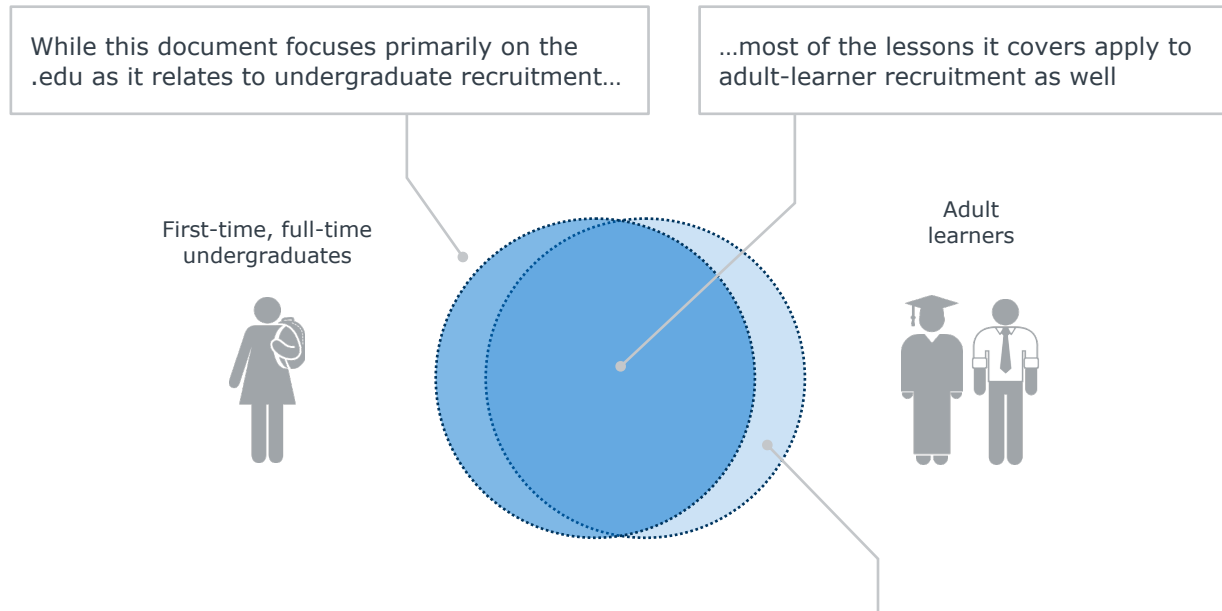 While this document focuses primarily on the
.edu as it relates to undergraduate recruitment…
…most of the lessons it covers apply to
adult-learner recruitment as well
First-time, full-time
undergraduates
Adult
learners